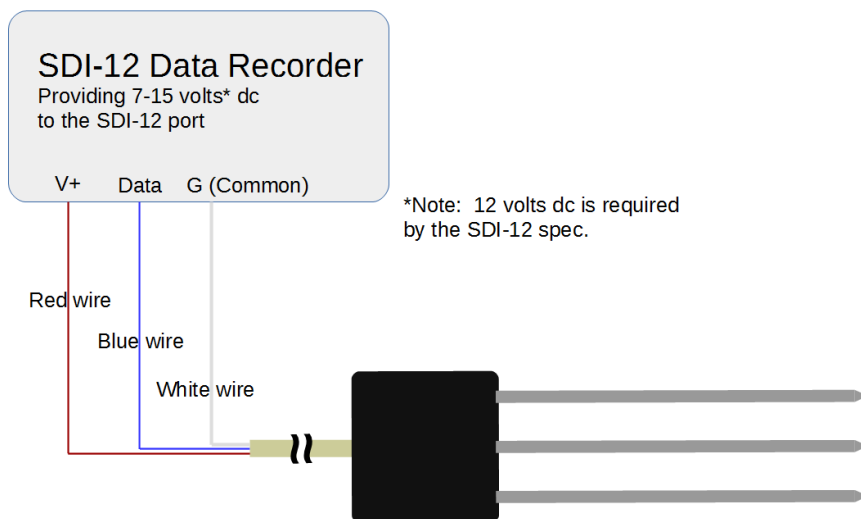 SDI-12 Data Recorder
Providing 7-15 volts* dc
to the SDI-12 port
V+ Data G (Common)
*Note: 12 volts dc is required
by the SDI-12 spec.
Red wire
Blue wire
White wire